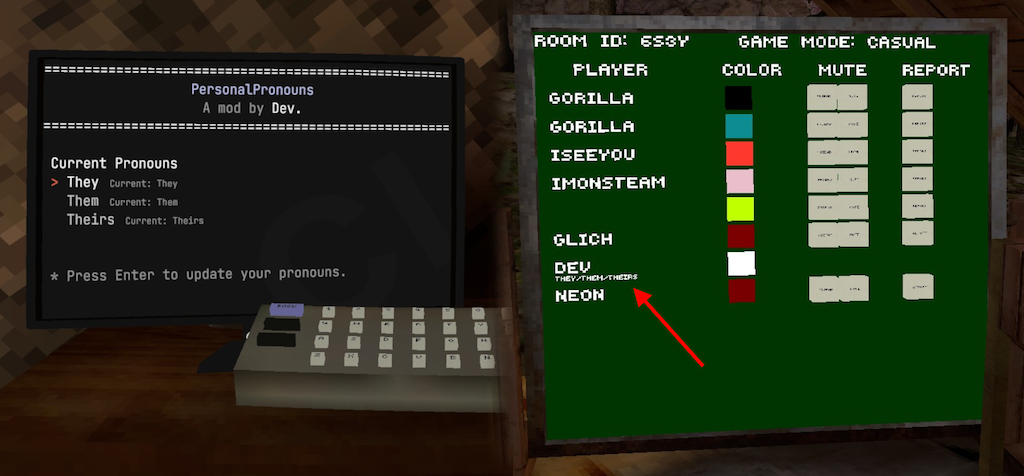 ==================================================
PersonalPronouns
A mod by Dev.
==================================================
Current Pronouns
> They Current: They
Them Current: Them
Theirs Current: Theirs
* Press Enter to update your pronouns.
ROOM ID: 6S3Y GAME MODE: CASUAL
PLAYER COLOR MUTE REPORT
GORILLA
GORILLA
ISEEYOU
IMONSTEAM
GLICH
DEV
THEY/THEM/THEIRS
NEON